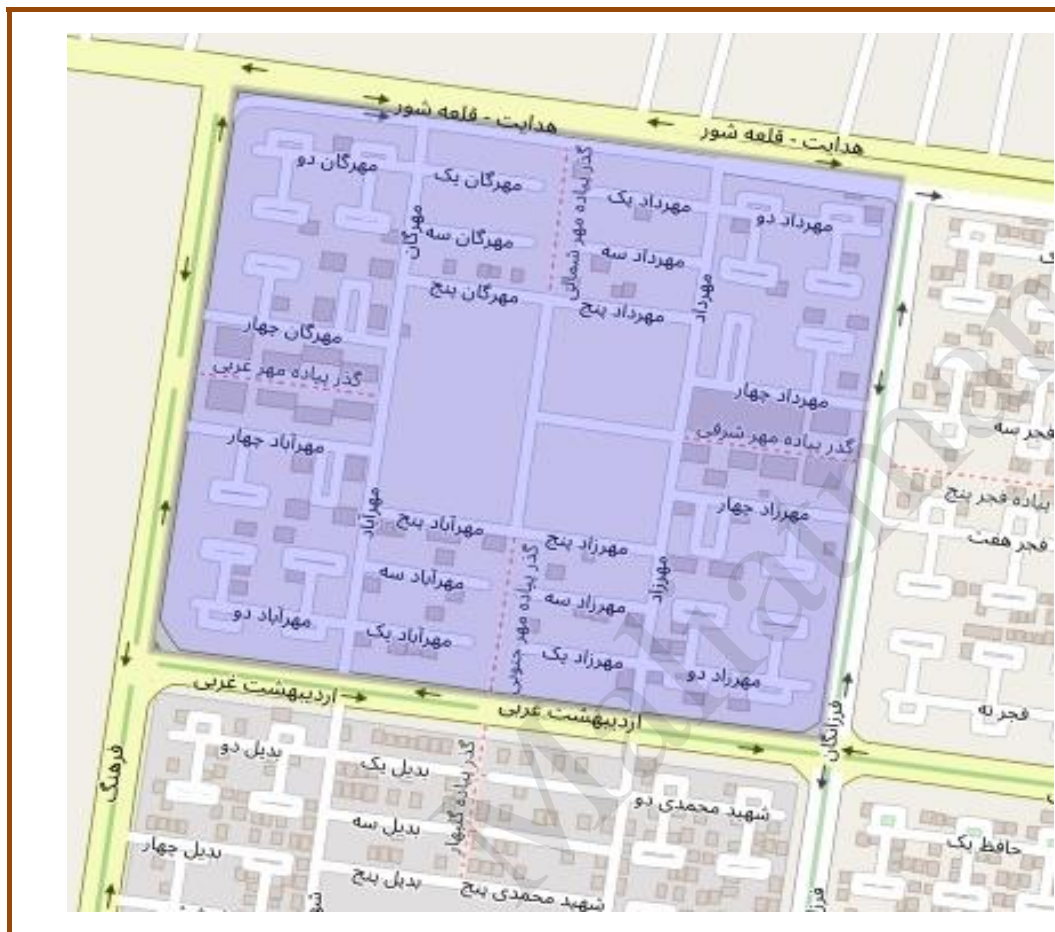 هدایت - قلعه شور
هدایت - قلعه شور
مهرگان دو
مهرگان یک
گذر پیاده مهر شمالی
مهرداد یک
مهرداد دو
مهرگان
مهرگان سه
مهرداد سه
مهرگان پنج
مهرداد پنج
مهرداد
مهرگان چهار
گذر پیاده مهر غربی
مهرداد چهار
گذر پیاده مهر شرقی
فجر سه
مهرآباد چهار
پیاده فجر پنج
مهرزاد چهار
فجر هفت
مهرآباد
مهرآباد پنج
مهرزاد پنج
مهرزاد
مهرآباد سه
گذر پیاده مهر جنوبی
مهرزاد سه
مهرآباد دو
مهرآباد یک
مهرزاد یک
مهرزاد دو
فجر نه
اردیبهشت غربی
اردیبهشت غربی
فرزانگان
فرهنگ
بدیل دو
بدیل یک
گذر پیاده گلبهار
شهید محمدی دو
حافظ یک
بدیل سه
بدیل چهار
بدیل پنج
شهید محمدی پنج